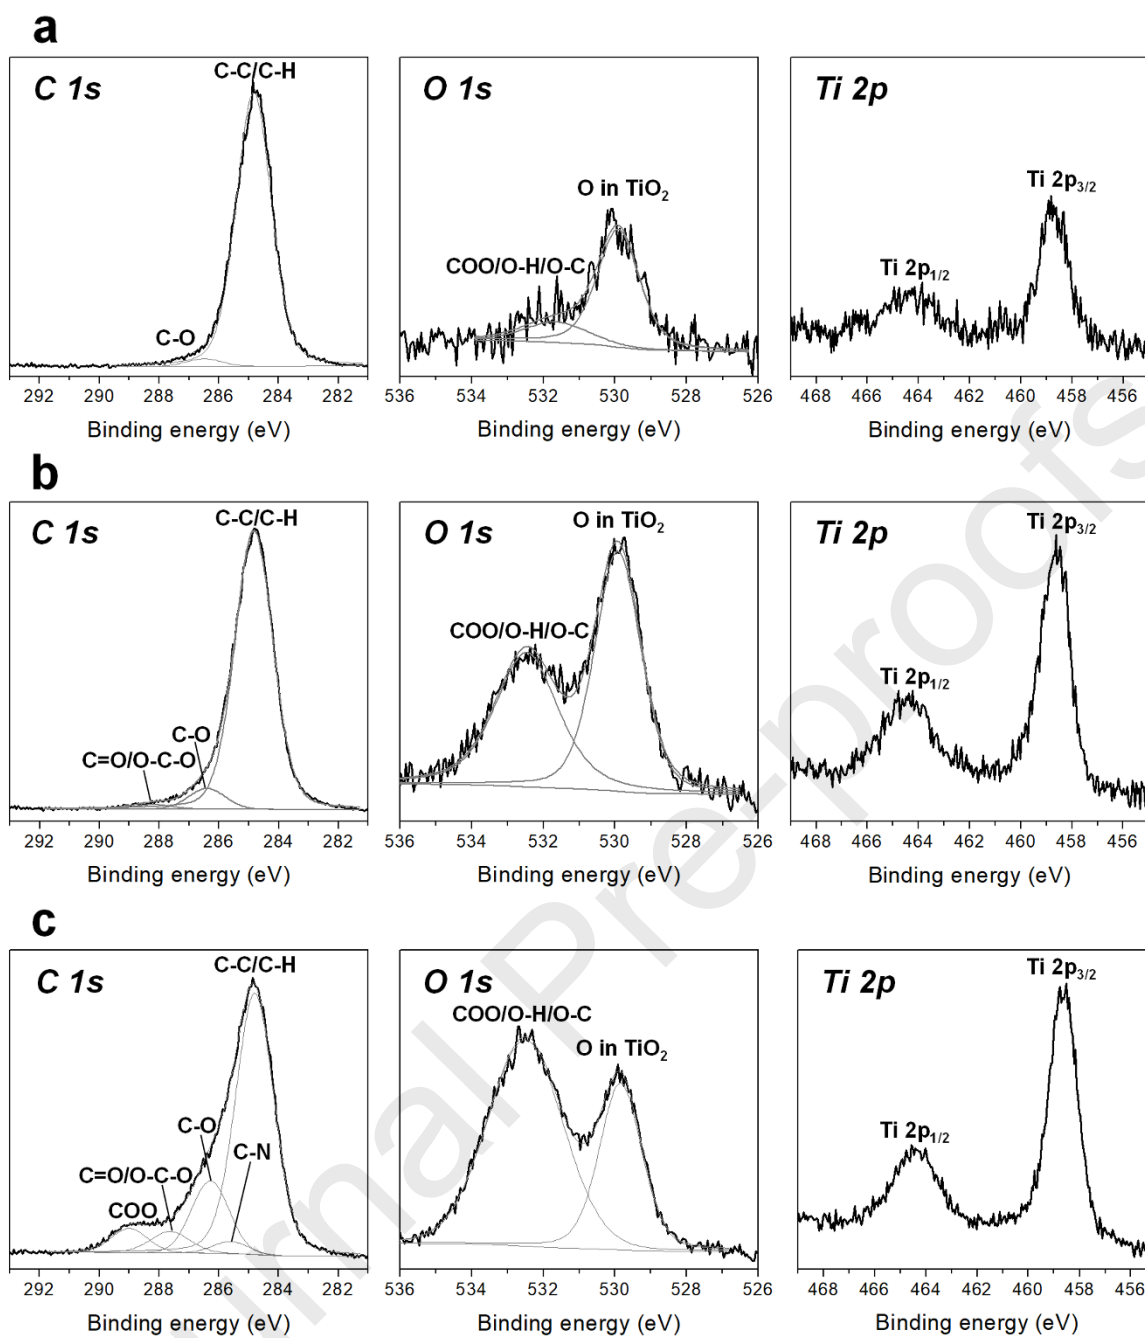 a
C 1s
C-C/C-H
C-O
292 290 288 286 284 282
Binding energy (eV)
O 1s
O in TiO2
COO/O-H/O-C
536 534 532 530 528 526
Binding energy (eV)
Ti 2p
Ti 2p3/2
Ti 2p1/2
468 466 464 462 460 458 456
Binding energy (eV)
b
C 1s
C-C/C-H
C-O
C=O/O-C-O
292 290 288 286 284 282
Binding energy (eV)
O 1s
O in TiO2
COO/O-H/O-C
536 534 532 530 528 526
Binding energy (eV)
Ti 2p
Ti 2p3/2
Ti 2p1/2
468 466 464 462 460 458 456
Binding energy (eV)
c
C 1s
C-C/C-H
C-O
C-N
C=O/O-C-O
COO
292 290 288 286 284 282
Binding energy (eV)
O 1s
COO/O-H/O-C
O in TiO2
536 534 532 530 528 526
Binding energy (eV)
Ti 2p
Ti 2p3/2
Ti 2p1/2
468 466 464 462 460 458 456
Binding energy (eV)
Pre-proofs